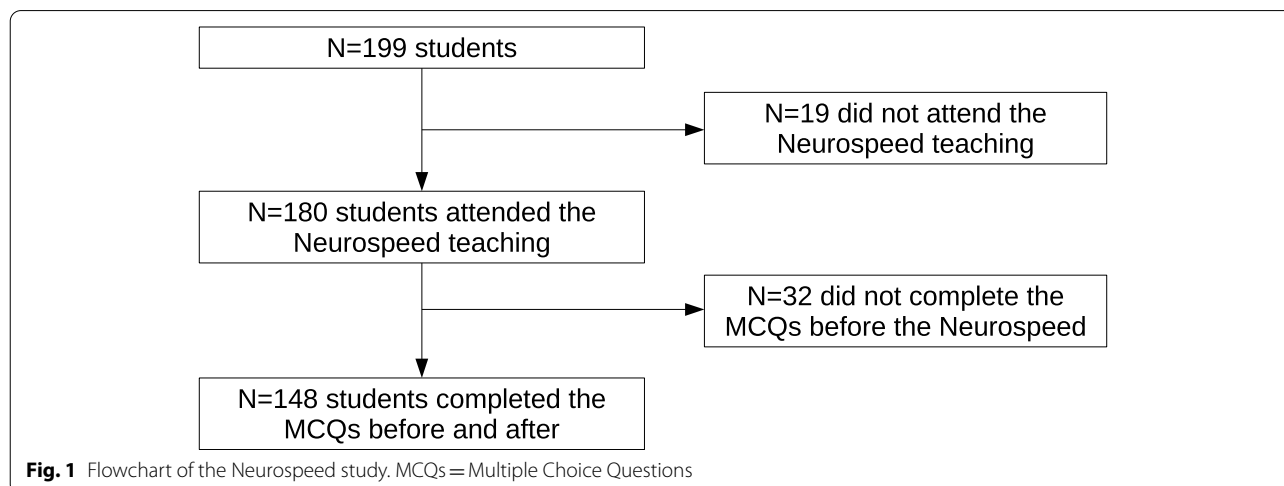 N=199 students
N=19 did not attend the
Neurospeed teaching
N=180 students attended the
Neurospeed teaching
N=32 did not complete the
MCQs before the Neurospeed
N=148 students completed the
MCQs before and after
Fig. 1 Flowchart of the Neurospeed study. MCQs = Multiple Choice Questions